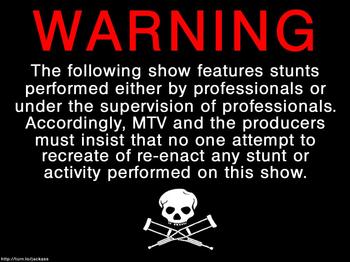 WARNING
The following show features stunts
performed either by professionals or
under the supervision of professionals.
Accordingly, MTV and the producers
must insist that no one attempt to
recreate of re-enact any stunt or
activity performed on this show.
http://turn.to/jackass